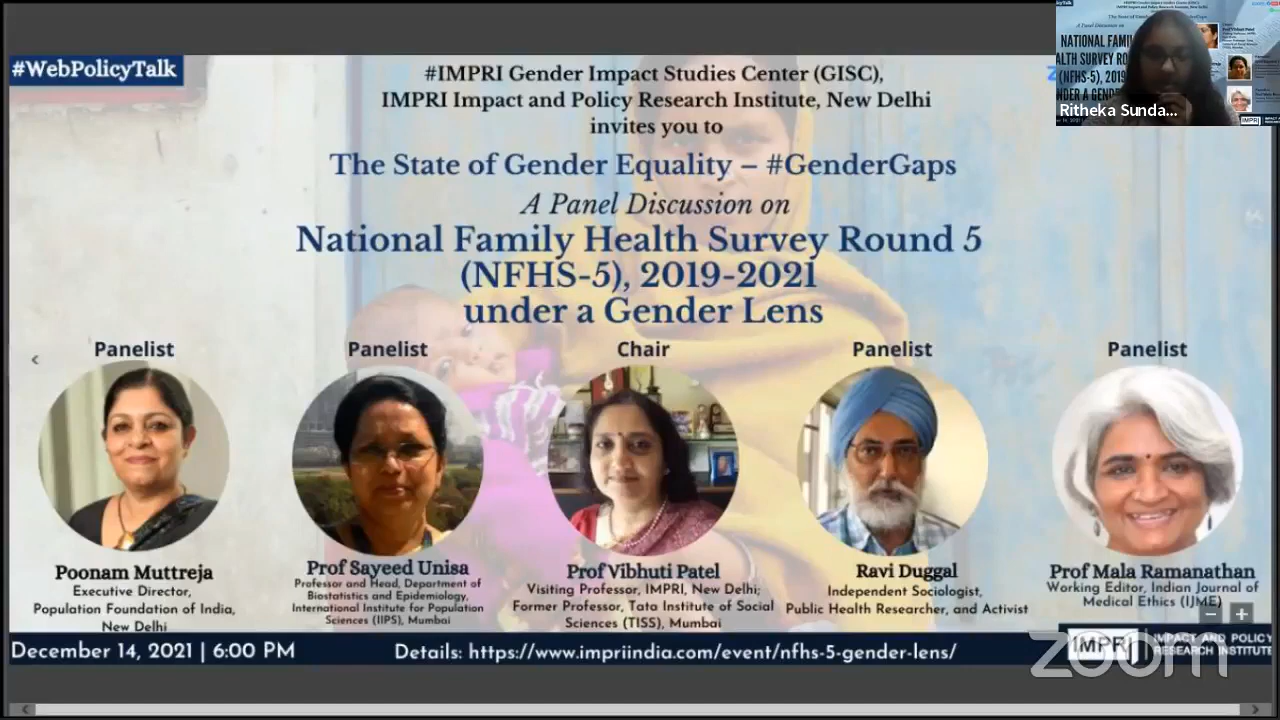 #WebPolicyTalk
#IMPRI Gender Impact Studies Center (GISC),
IMPRI Impact and Policy Research Institute, New Delhi
invites you to
The State of Gender Equality – #GenderGaps
A Panel Discussion on
National Family Health Survey Round 5
(NFHS-5), 2019-2021
under a Gender Lens
Ritheka Sunda...
Panelist
Panelist
Chair
Panelist
Panelist
Poonam Muttreja
Executive Director,
Population Foundation of India,
New Delhi
Prof Sayeed Unisa
Professor and Head, Department of
Biostatistics and Epidemiology,
International Institute for Population
Sciences (IIPS), Mumbai
Prof Vibhuti Patel
Visiting Professor, IMPRI, New Delhi;
Former Professor, Tata Institute of Social
Sciences (TISS), Mumbai
Ravi Duggal
Independent Sociologist,
Public Health Researcher, and Activist
Prof Mala Ramanathan
Working Editor, Indian Journal of
Medical Ethics (IJME)
December 14, 2021 | 6:00 PM
Details: https://www.impriindia.com/event/nfhs-5-gender-lens/
IMPRI
IMPACT AND POLICY
RESEARCH INSTITUTE
zoom